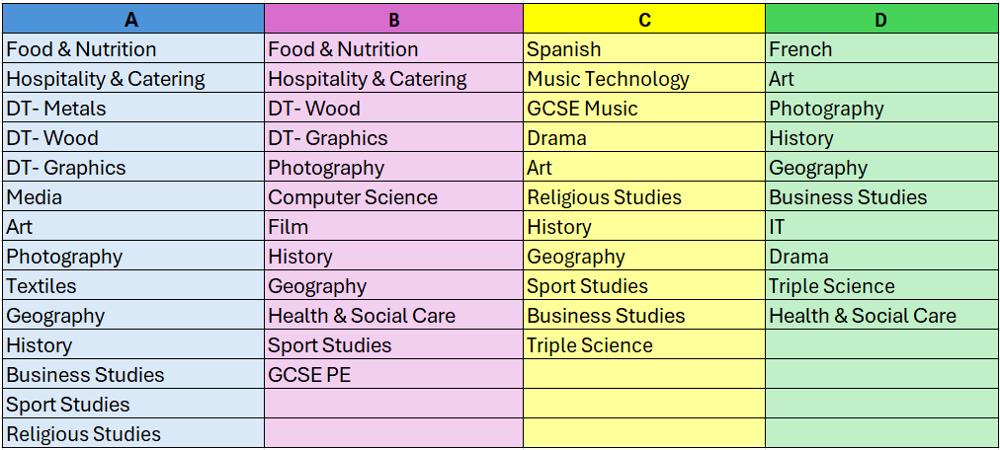 A B C D
Food & Nutrition Food & Nutrition Spanish French
Hospitality & Catering Hospitality & Catering Music Technology Art
DT- Metals DT- Wood GCSE Music Photography
DT- Wood DT- Graphics Drama History
DT- Graphics Photography Art Geography
Media Computer Science Religious Studies Business Studies
Art Film History IT
Photography History Geography Drama
Textiles Geography Sport Studies Triple Science
Geography Health & Social Care Business Studies Health & Social Care
History Sport Studies Triple Science
Business Studies GCSE PE
Sport Studies
Religious Studies